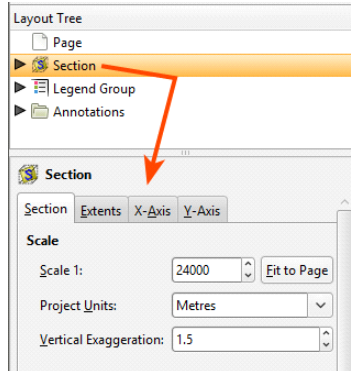 Layout Tree
Page
Section
Legend Group
Annotations
Section
Section Extents X-Axis Y-Axis
Scale
Scale 1: 24000 Fit to Page
Project Units: Metres
Vertical Exaggeration: 1.5